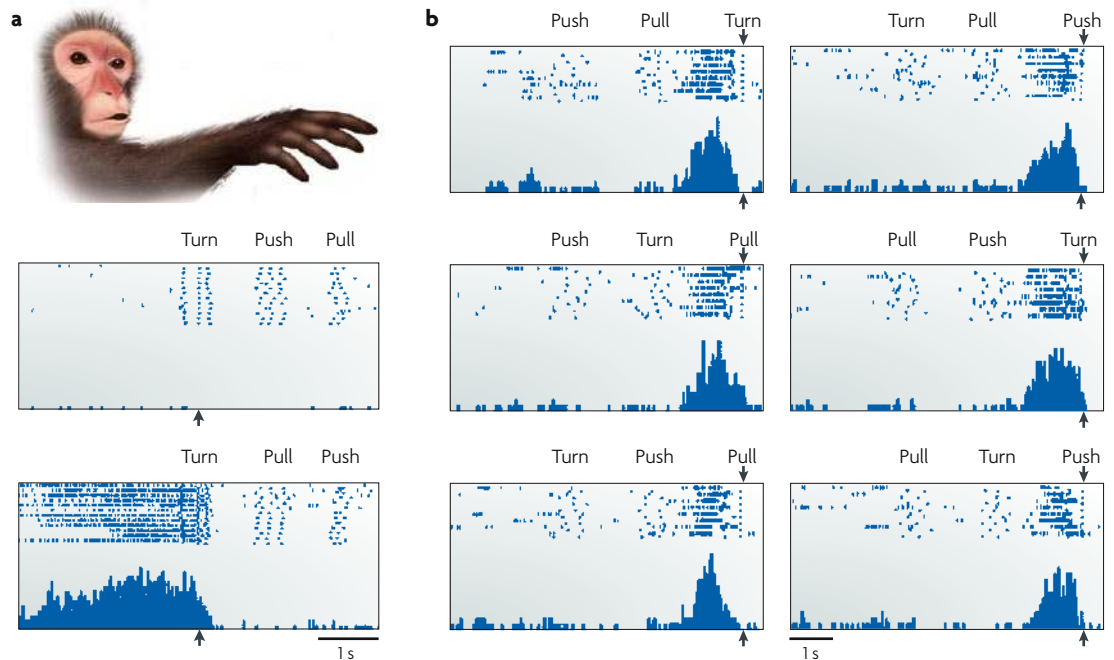 a
Turn Push Pull
Turn Pull Push
1 s
b
Push Pull Turn
Turn Pull Push
Push Turn Pull
Pull Push Turn
Turn Push Pull
Pull Turn Push
1 s